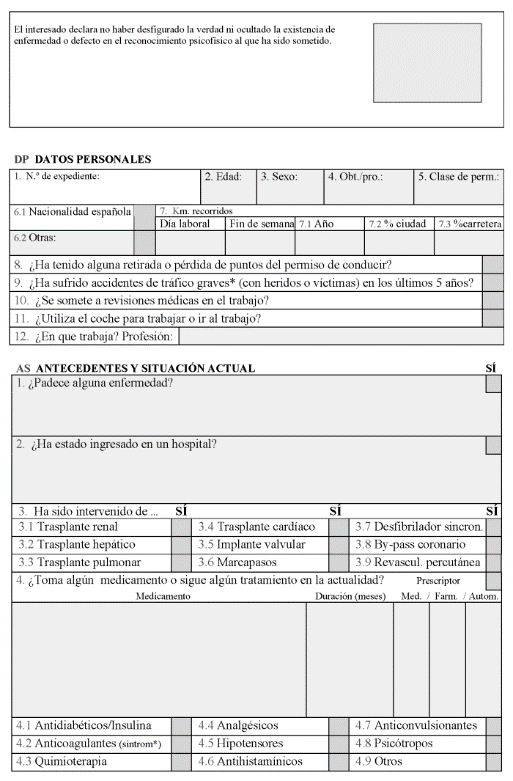 El interesado declara no haber desfigurado la verdad ni ocultado la existencia de
enfermedad o defecto en el reconocimiento psicofísico al que ha sido sometido.
DP DATOS PERSONALES
1. N.º de expediente: 2. Edad: 3. Sexo: 4. Obt./pro.: 5. Clase de perm.:
6.1 Nacionalidad española 7. Km. recorridos
Día laboral Fin de semana 7.1 Año 7.2 % ciudad 7.3 %carretera
6.2 Otras:
8. ¿Ha tenido alguna retirada o pérdida de puntos del permiso de conducir?
9. ¿Ha sufrido accidentes de tráfico graves* (con heridos o víctimas) en los últimos 5 años?
10. ¿Se somete a revisiones médicas en el trabajo?
11. ¿Utiliza el coche para trabajar o ir al trabajo?
12. ¿En que trabaja? Profesión:
AS ANTECEDENTES Y SITUACIÓN ACTUAL SÍ
1. ¿Padece alguna enfermedad?
2. ¿Ha estado ingresado en un hospital?
3. Ha sido intervenido de ... SÍ SÍ SÍ
3.1 Trasplante renal 3.4 Trasplante cardíaco 3.7 Desfibrilador sincron.
3.2 Trasplante hepático 3.5 Implante valvular 3.8 By-pass coronario
3.3 Trasplante pulmonar 3.6 Marcapasos 3.9 Revascul. percutánea
4. ¿Toma algún medicamento o sigue algún tratamiento en la actualidad? Prescriptor
Medicamento Duración (meses) Med. / Farm. / Autom.
4.1 Antidiabéticos/Insulina 4.4 Analgésicos 4.7 Anticonvulsionantes
4.2 Anticoagulantes (sintrom*) 4.5 Hipotensores 4.8 Psicótropos
4.3 Quimioterapia 4.6 Antihistamínicos 4.9 Otros